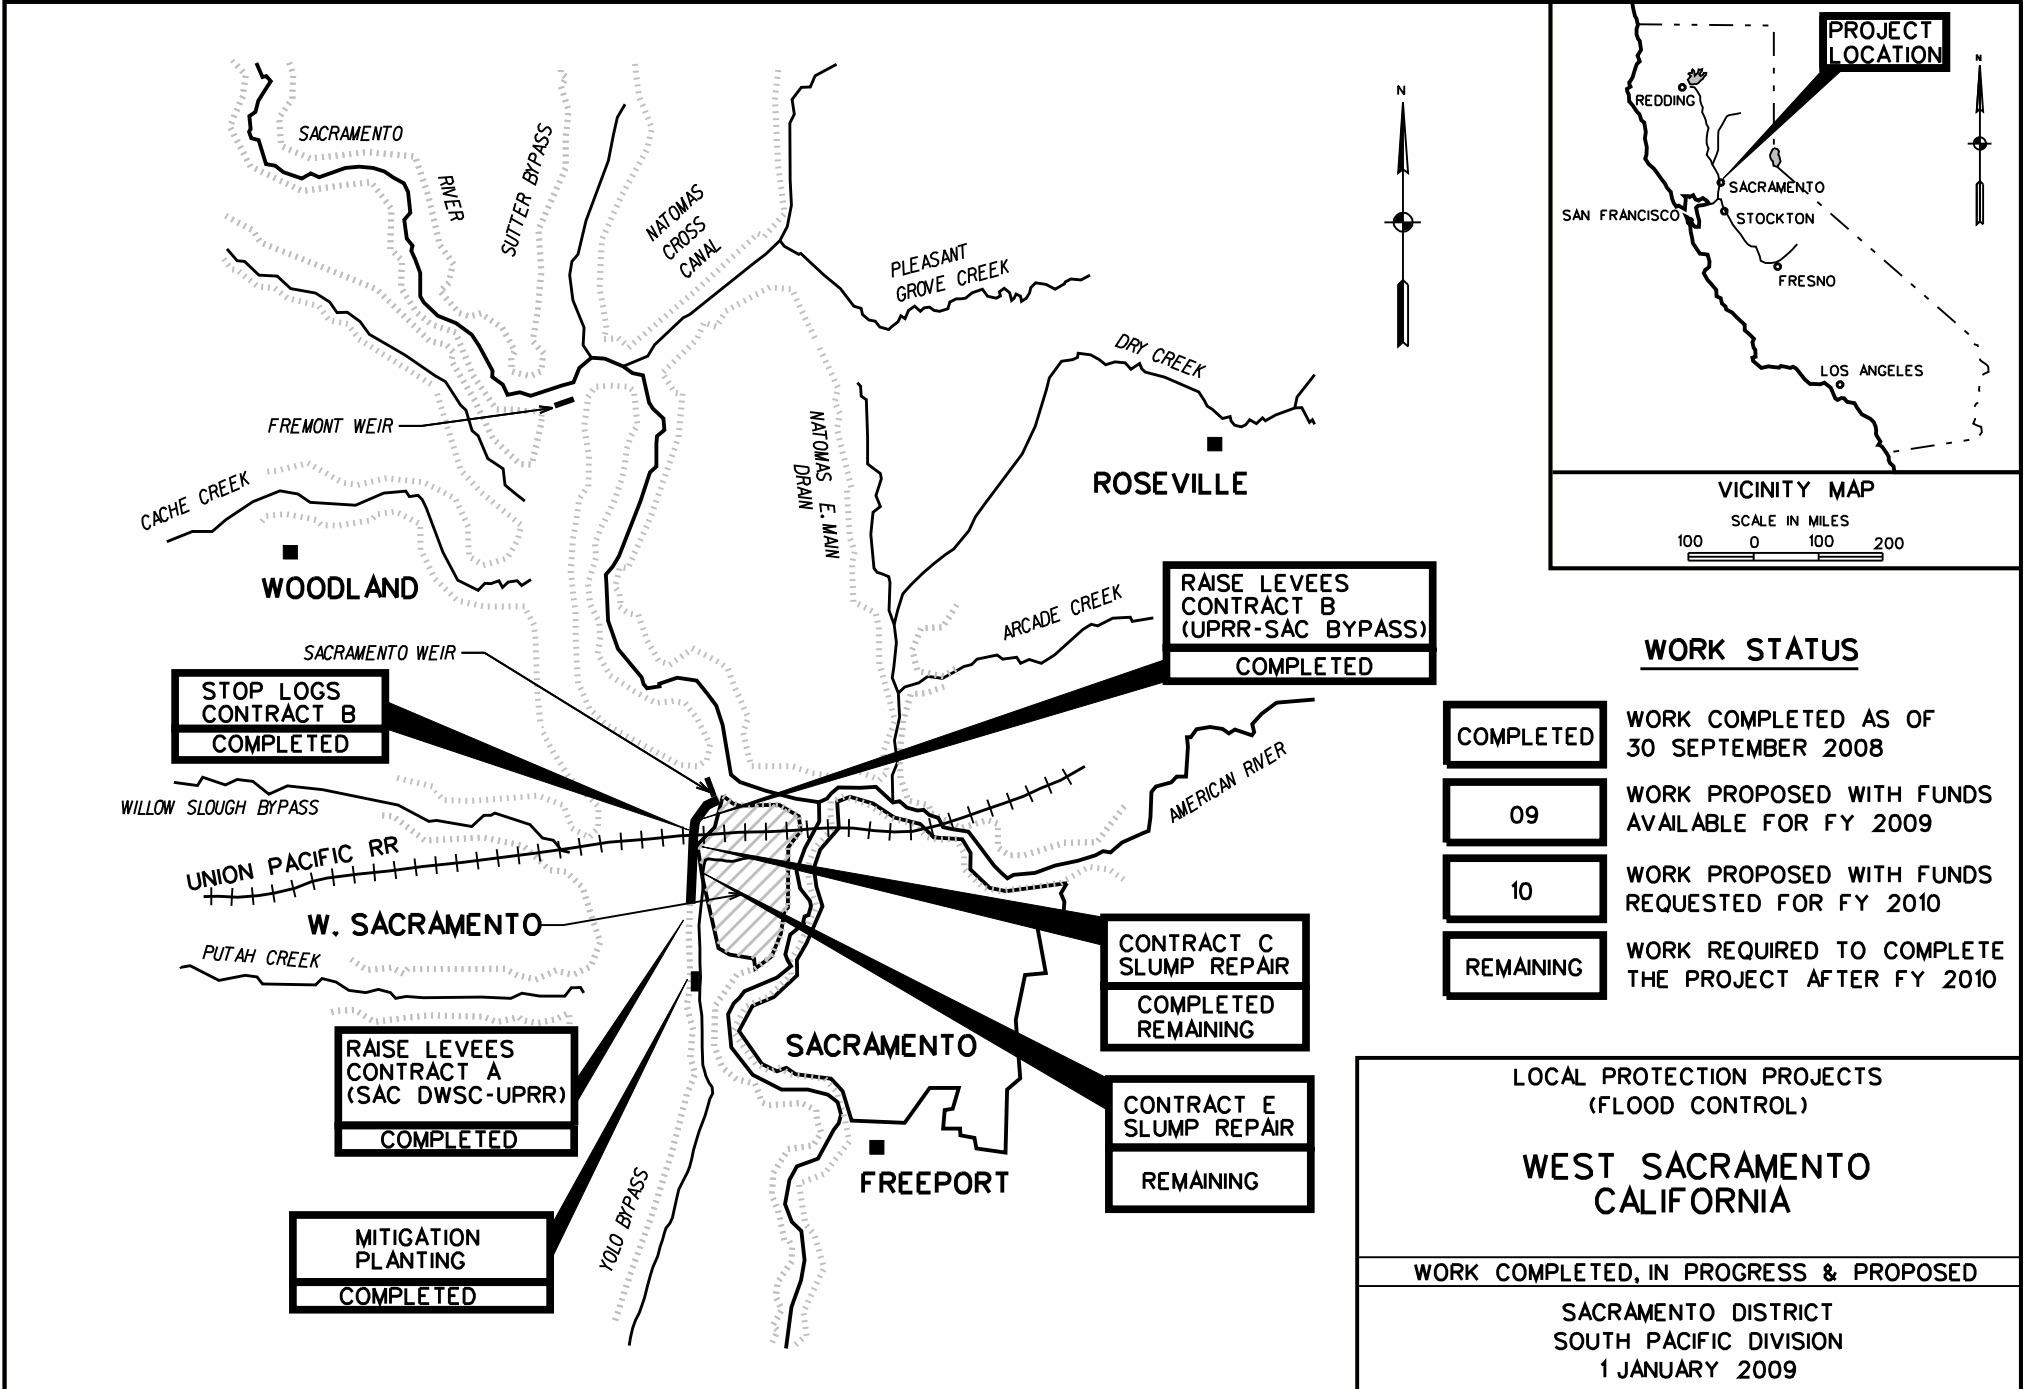 SACRAMENTO
RIVER
SUTTER BYPASS
NATOMAS
CROSS
CANAL
PLEASANT
GROVE CREEK
DRY CREEK
FREMONT WEIR
NATOMAS E. MAIN
DRAIN
ROSEVILLE
CACHE CREEK
WOODLAND
ARCADE CREEK
SACRAMENTO WEIR
RAISE LEVEES
CONTRACT B
(UPRR-SAC BYPASS)
COMPLETED
STOP LOGS
CONTRACT B
COMPLETED
AMERICAN RIVER
WILLOW SLOUGH BYPASS
UNION PACIFIC RR
W. SACRAMENTO
PUTAH CREEK
CONTRACT C
SLUMP REPAIR
COMPLETED
REMAINING
SACRAMENTO
RAISE LEVEES
CONTRACT A
(SAC DWSC-UPRR)
COMPLETED
CONTRACT E
SLUMP REPAIR
REMAINING
FREEPORT
YOLO BYPASS
MITIGATION
PLANTING
COMPLETED
N
PROJECT
LOCATION
N
REDDING
SACRAMENTO
SAN FRANCISCO
STOCKTON
FRESNO
LOS ANGELES
VICINITY MAP
SCALE IN MILES
100 0 100 200
WORK STATUS
COMPLETED
WORK COMPLETED AS OF
30 SEPTEMBER 2008
09
WORK PROPOSED WITH FUNDS
AVAILABLE FOR FY 2009
10
WORK PROPOSED WITH FUNDS
REQUESTED FOR FY 2010
REMAINING
WORK REQUIRED TO COMPLETE
THE PROJECT AFTER FY 2010
LOCAL PROTECTION PROJECTS
(FLOOD CONTROL)
WEST SACRAMENTO
CALIFORNIA
WORK COMPLETED, IN PROGRESS & PROPOSED
SACRAMENTO DISTRICT
SOUTH PACIFIC DIVISION
1 JANUARY 2009